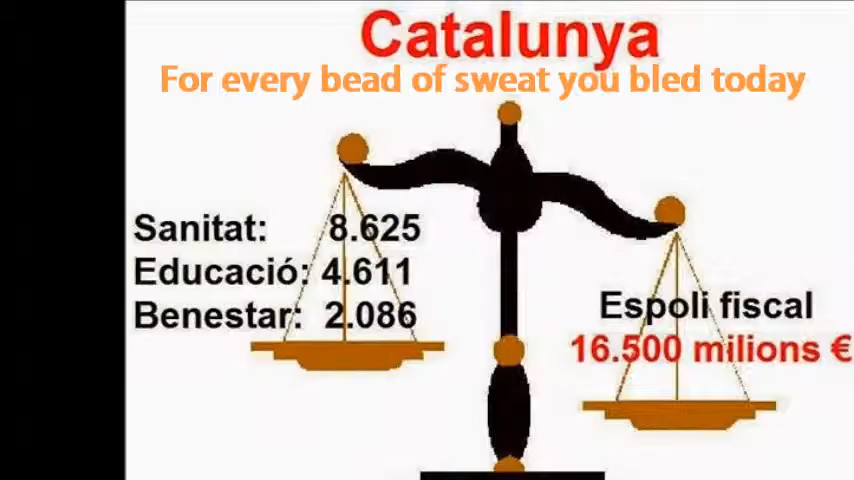 Catalunya
For every bead of sweat you bled today
Sanitat: 8.625
Educació: 4.611
Benestar: 2.086
Espoli fiscal
16.500 milions €